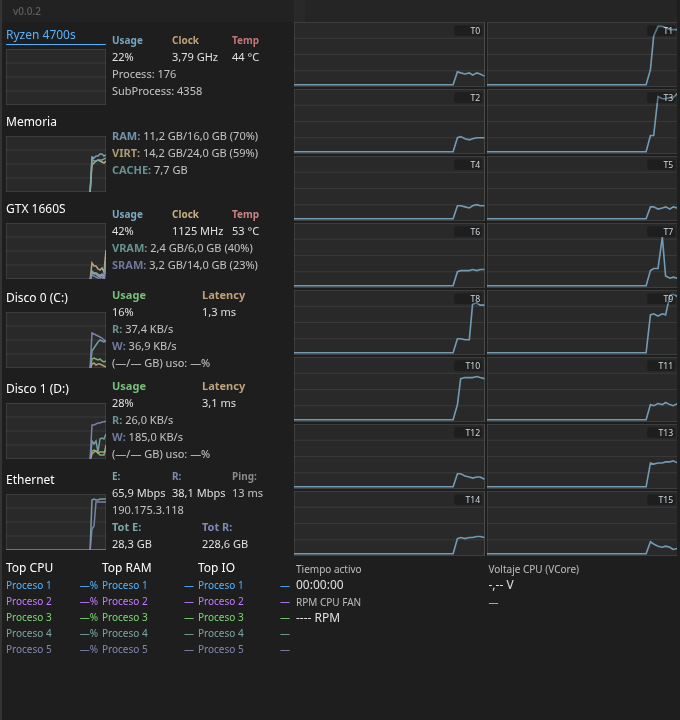 v0.0.2
Ryzen 4700s
Usage Clock Temp
22% 3,79 GHz 44 °C
Process: 176
SubProcess: 4358
Memoria
RAM: 11,2 GB/16,0 GB (70%)
VIRT: 14,2 GB/24,0 GB (59%)
CACHE: 7,7 GB
GTX 1660S
Usage Clock Temp
42% 1125 MHz 53 °C
VRAM: 2,4 GB/6,0 GB (40%)
SRAM: 3,2 GB/14,0 GB (23%)
Disco 0 (C:)
Usage Latency
16% 1,3 ms
R: 37,4 KB/s
W: 36,9 KB/s
(—/— GB) uso: —%
Disco 1 (D:)
Usage Latency
28% 3,1 ms
R: 26,0 KB/s
W: 185,0 KB/s
(—/— GB) uso: —%
Ethernet
E: R: Ping:
65,9 Mbps 38,1 Mbps 13 ms
190.175.3.118
Tot E: Tot R:
28,3 GB 228,6 GB
T0 T1
T2 T3
T4 T5
T6 T7
T8 T9
T10 T11
T12 T13
T14 T15
Top CPU Top RAM Top IO
Proceso 1 —% Proceso 1 — Proceso 1 —
Proceso 2 —% Proceso 2 — Proceso 2 —
Proceso 3 —% Proceso 3 — Proceso 3 —
Proceso 4 —% Proceso 4 — Proceso 4 —
Proceso 5 —% Proceso 5 — Proceso 5 —
Tiempo activo
00:00:00
RPM CPU FAN
---- RPM
Voltaje CPU (VCore)
-,-- V
—